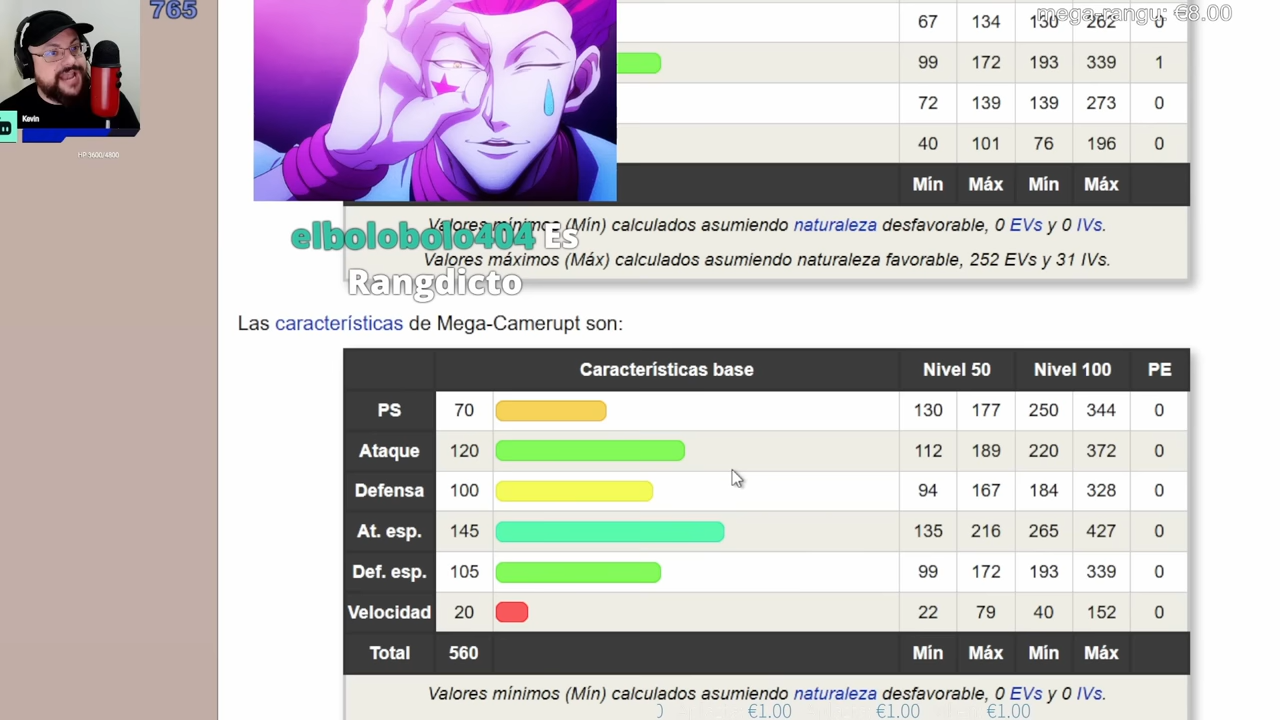 765
mega-rangu: €8.00
67 134 130 262 0
99 172 193 339 1
72 139 139 273 0
40 101 76 196 0
Mín Máx Mín Máx
Kevin
HP 3600/4800
Valores mínimos (Mín) calculados asumiendo naturaleza desfavorable, 0 EVs y 0 IVs.
elbolobolo404 Es
Valores máximos (Máx) calculados asumiendo naturaleza favorable, 252 EVs y 31 IVs.
Rangdicto
Las características de Mega-Camerupt son:
Características base Nivel 50 Nivel 100 PE
PS 70 130 177 250 344 0
Ataque 120 112 189 220 372 0
Defensa 100 94 167 184 328 0
At. esp. 145 135 216 265 427 0
Def. esp. 105 99 172 193 339 0
Velocidad 20 22 79 40 152 0
Total 560 Mín Máx Mín Máx
Valores mínimos (Mín) calculados asumiendo naturaleza desfavorable, 0 EVs y 0 IVs.
€1.00 €1.00 €1.00